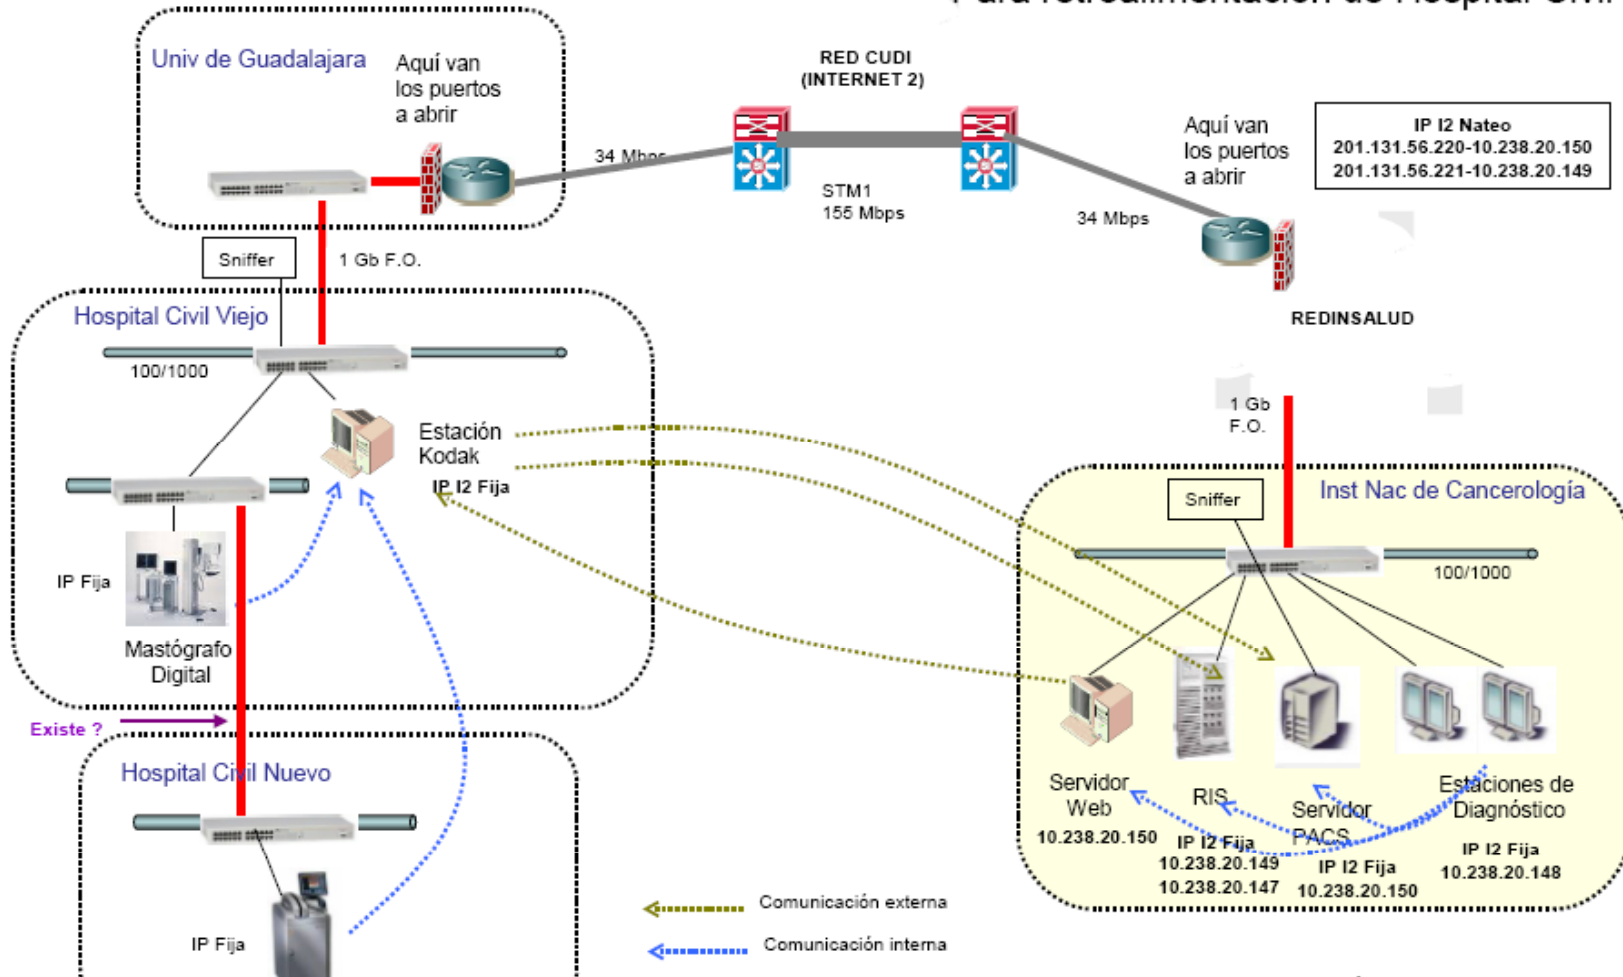 Para retroalimentación de Hospital Civil
Univ de Guadalajara
Aquí van
los puertos
a abrir
34 Mbps
RED CUDI
(INTERNET 2)
STM1
155 Mbps
34 Mbps
Aquí van
los puertos
a abrir
IP I2 Nateo
201.131.56.220-10.238.20.150
201.131.56.221-10.238.20.149
Sniffer
1 Gb F.O.
REDINSALUD
Hospital Civil Viejo
100/1000
Estación
Kodak
IP I2 Fija
IP Fija
Mastógrafo
Digital
1 Gb
F.O.
Inst Nac de Cancerología
Sniffer
100/1000
Servidor
Web
10.238.20.150
RIS
IP I2 Fija
10.238.20.149
10.238.20.147
Servidor
PACS
IP I2 Fija
10.238.20.150
Estaciones de
Diagnóstico
IP I2 Fija
10.238.20.148
Existe ?
Hospital Civil Nuevo
IP Fija
Comunicación externa
Comunicación interna